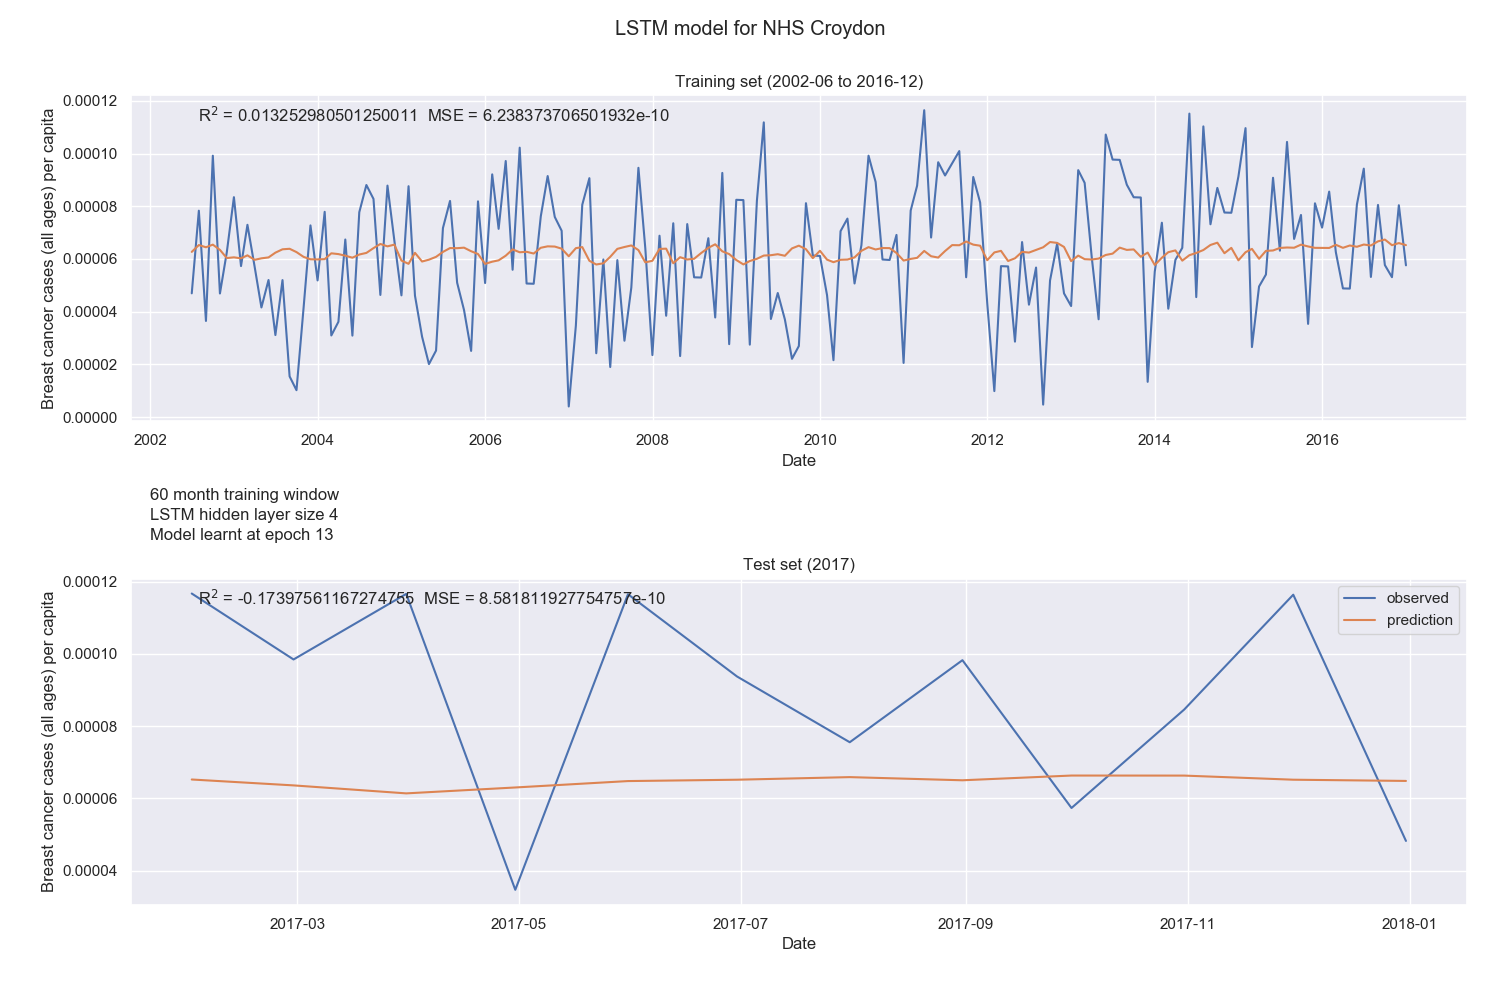 LSTM model for NHS Croydon
Training set (2002-06 to 2016-12)
Breast cancer cases (all ages) per capita
0.00012
0.00010
0.00008
0.00006
0.00004
0.00002
0.00000
R² = 0.013252980501250011 MSE = 6.238373706501932e-10
2002 2004 2006 2008 2010 2012 2014 2016
Date
60 month training window
LSTM hidden layer size 4
Model learnt at epoch 13
Test set (2017)
Breast cancer cases (all ages) per capita
0.00012
0.00010
0.00008
0.00006
0.00004
R² = -0.17397561167274755 MSE = 8.581811927754757e-10
observed
prediction
2017-03 2017-05 2017-07 2017-09 2017-11 2018-01
Date